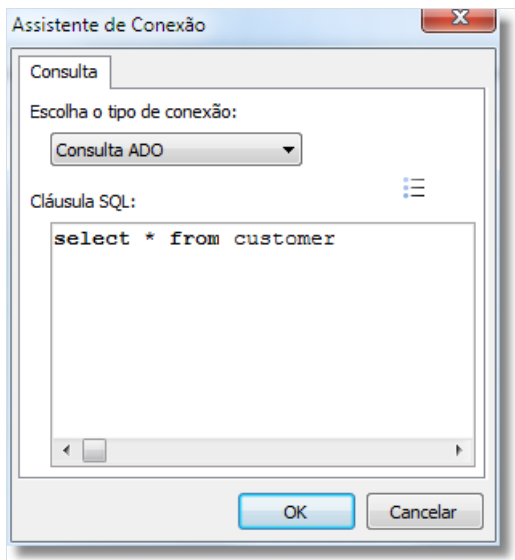 Assistente de Conexão
Consulta
Escolha o tipo de conexão:
Consulta ADO
Cláusula SQL:
select * from customer
OK Cancelar